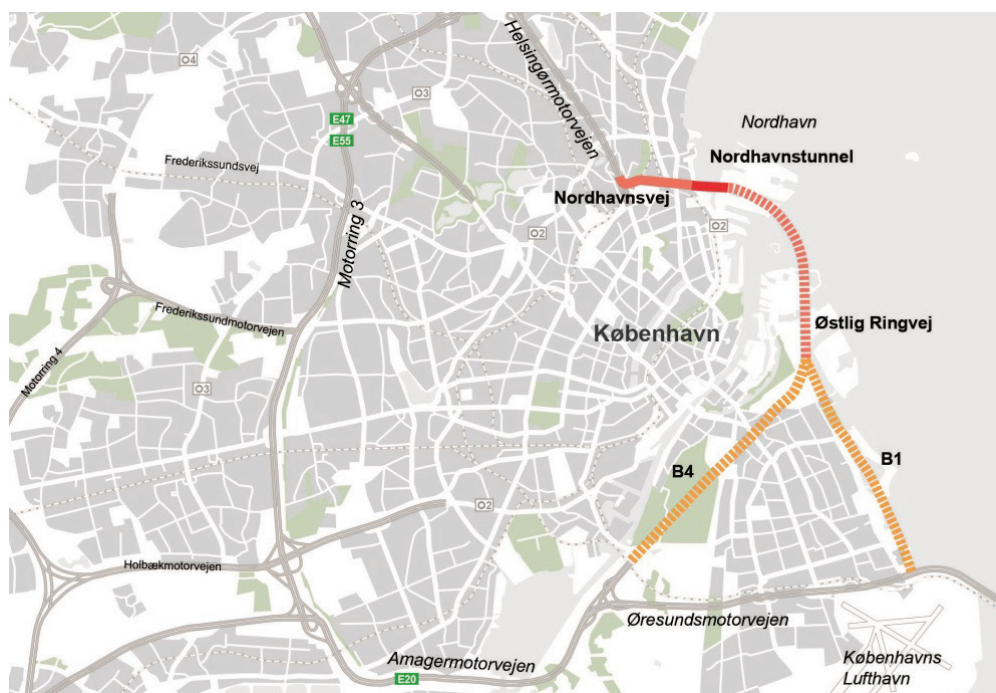 Helsingørmotorvejen
O4
O3
E47
E55
Nordhavn
Nordhavnstunnel
Frederikssundsvej
Nordhavnsvej
O2
O2
Motorring 3
Frederikssundmotorvejen
Østlig Ringvej
København
Motorring 4
O3
B4
B1
O2
Holbækmotorvejen
Øresundsmotorvejen
Københavns
Lufthavn
Amagermotorvejen
E20